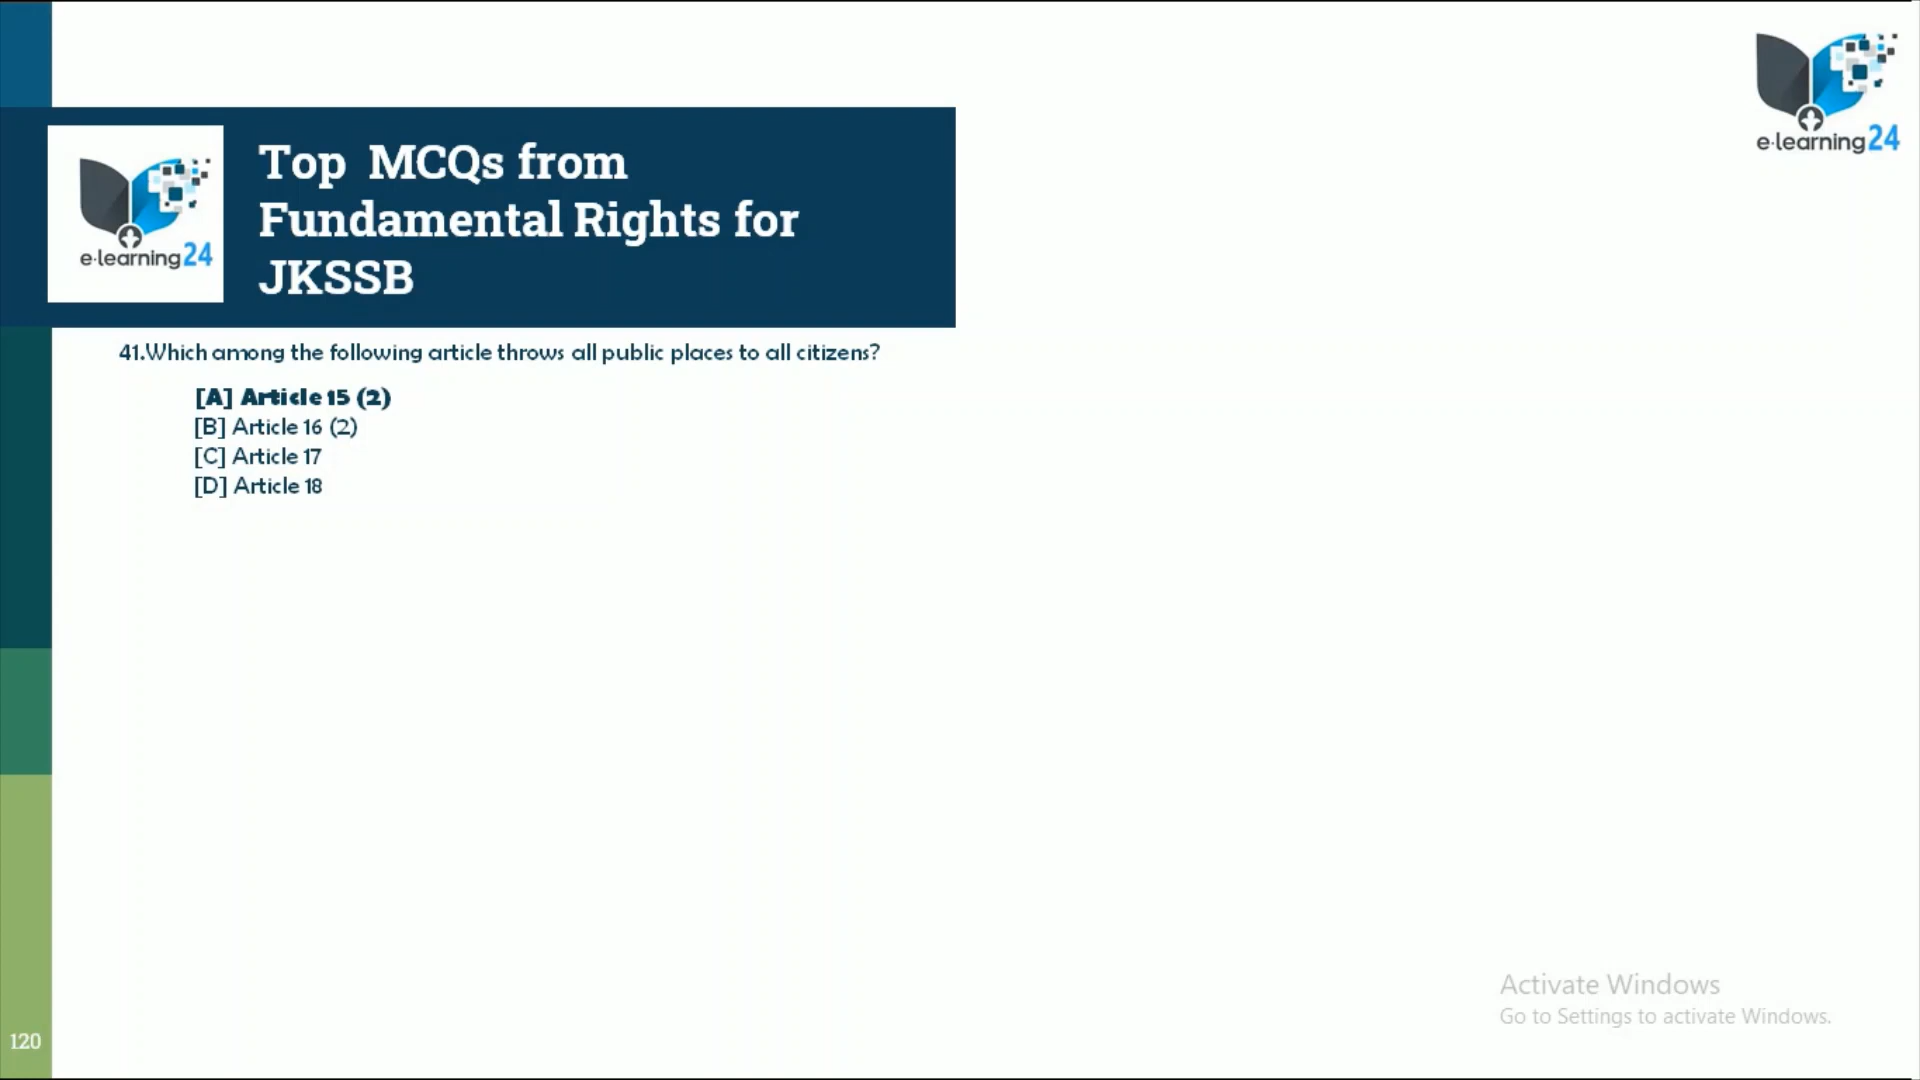 e·learning24
Top MCQs from
Fundamental Rights for
JKSSB
e·learning24
41.Which among the following article throws all public places to all citizens?
[A] Article 15 (2)
[B] Article 16 (2)
[C] Article 17
[D] Article 18
Activate Windows
Go to Settings to activate Windows.
120